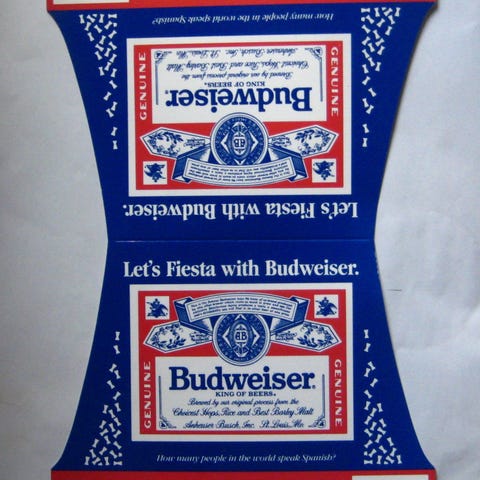 How many people in the world speak Spanish?
GENUINE
GENUINE
Anheuser Busch, Inc. St. Louis, Mo.
Choicest Hops, Rice and Best Barley Malt
Brewed by our original process from the
KING OF BEERS.
Budweiser.
Let's Fiesta with Budweiser.
Let's Fiesta with Budweiser.
Budweiser.
KING OF BEERS.
Brewed by our original process from the
Choicest Hops, Rice and Best Barley Malt
Anheuser Busch, Inc. St. Louis, Mo.
GENUINE
GENUINE
How many people in the world speak Spanish?